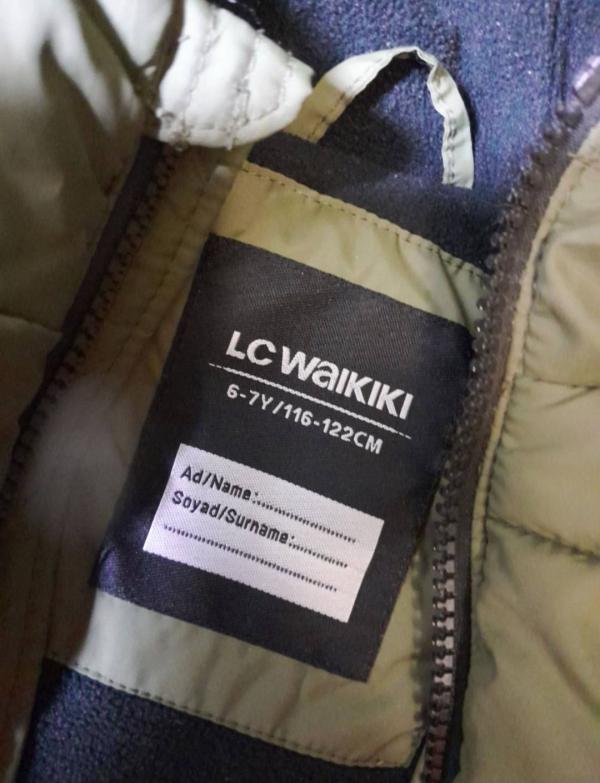 LC WAIKIKI
6-7Y/116-122CM
Ad/Name:....................
Soyad/Surname:............
........................................